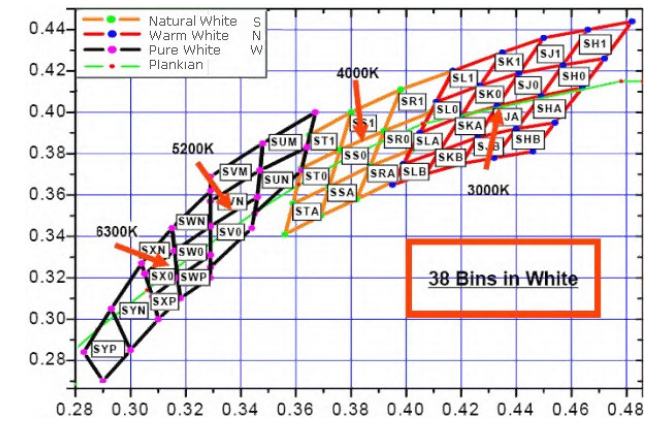 0.44
Natural White S
Warm White N
Pure White W
Plankian
0.42
0.40
0.38
0.36
0.34
0.32
0.30
0.28
4000K
5200K
6300K
3000K
SH1
SJ1
SK1
SL1
SH0
SJ0
SK0
SL0
SR1
SHA
JA
SKA
SLA
SR0
S1
ST1
SUM
SHB
SJB
SKB
SLB
SRA
SS0
ST0
SUN
SVM
SSA
STA
N
SV0
SWN
SW0
SWP
SXN
SX0
SXP
SYN
SYP
38 Bins in White
0.28 0.30 0.32 0.34 0.36 0.38 0.40 0.42 0.44 0.46 0.48